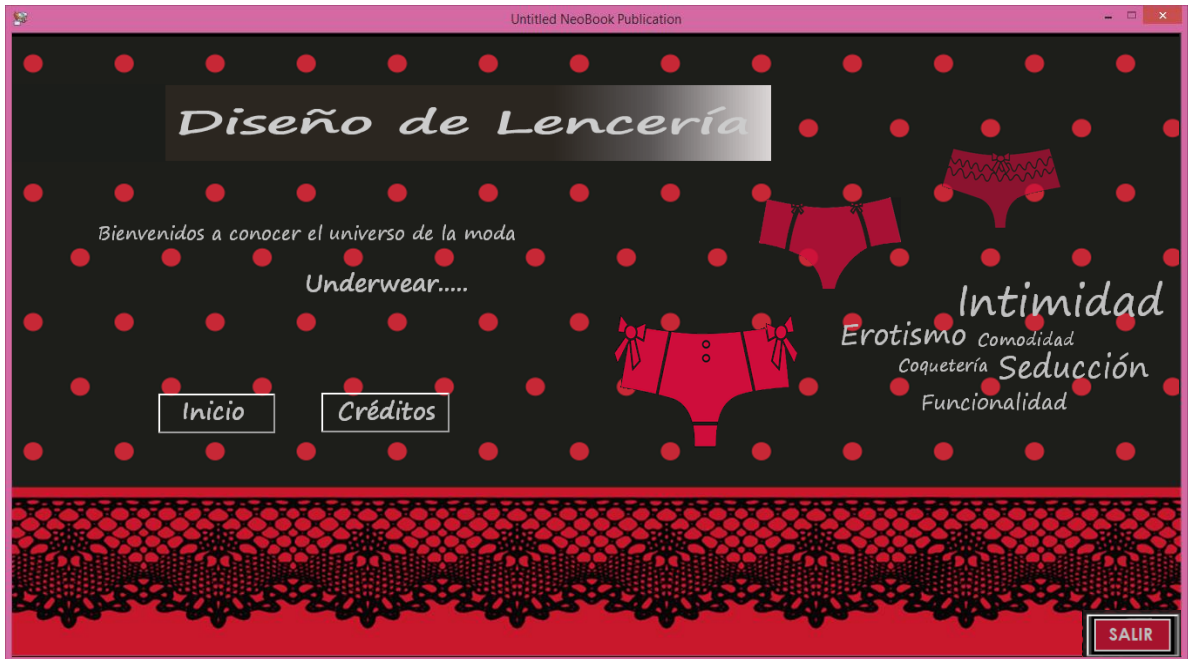 Untitled NeoBook Publication
Diseño de Lencería
Bienvenidos a conocer el universo de la moda
Underwear.....
Intimidad
Erotismo Comodidad
Coquetería Seducción
Funcionalidad
Inicio
Créditos
SALIR